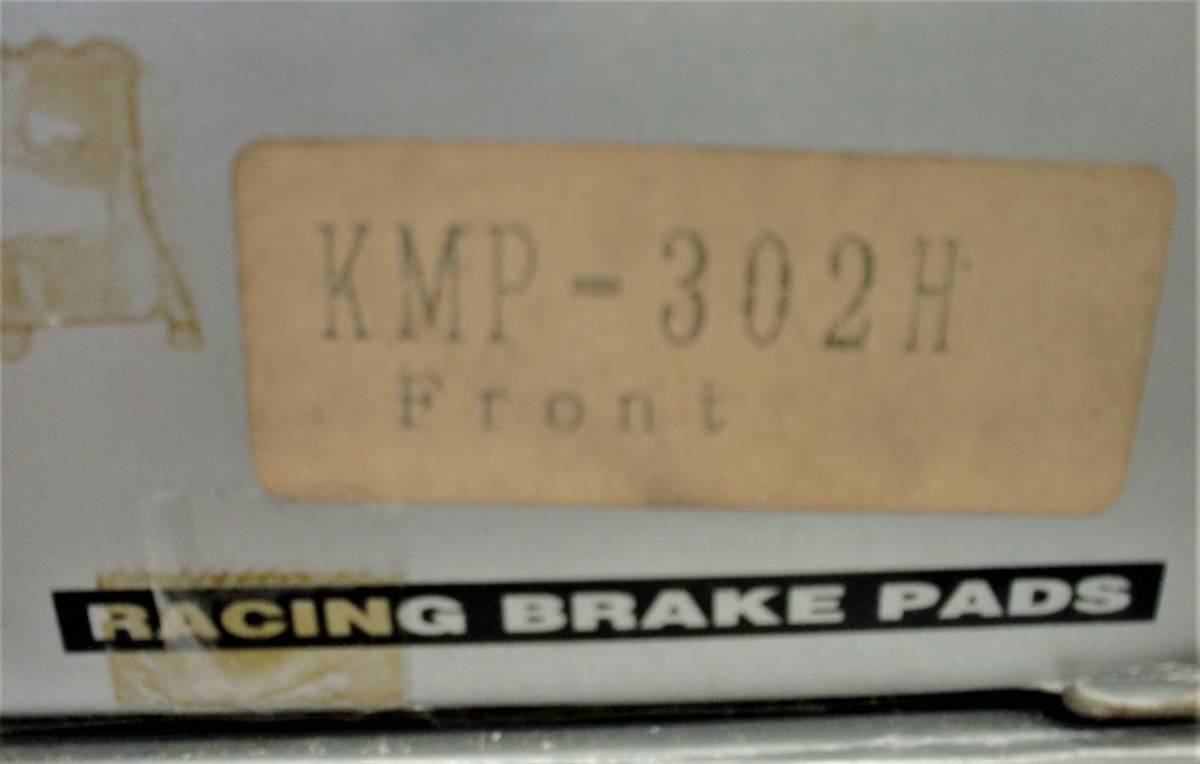 KMP-302H
Front
RACING BRAKE PADS